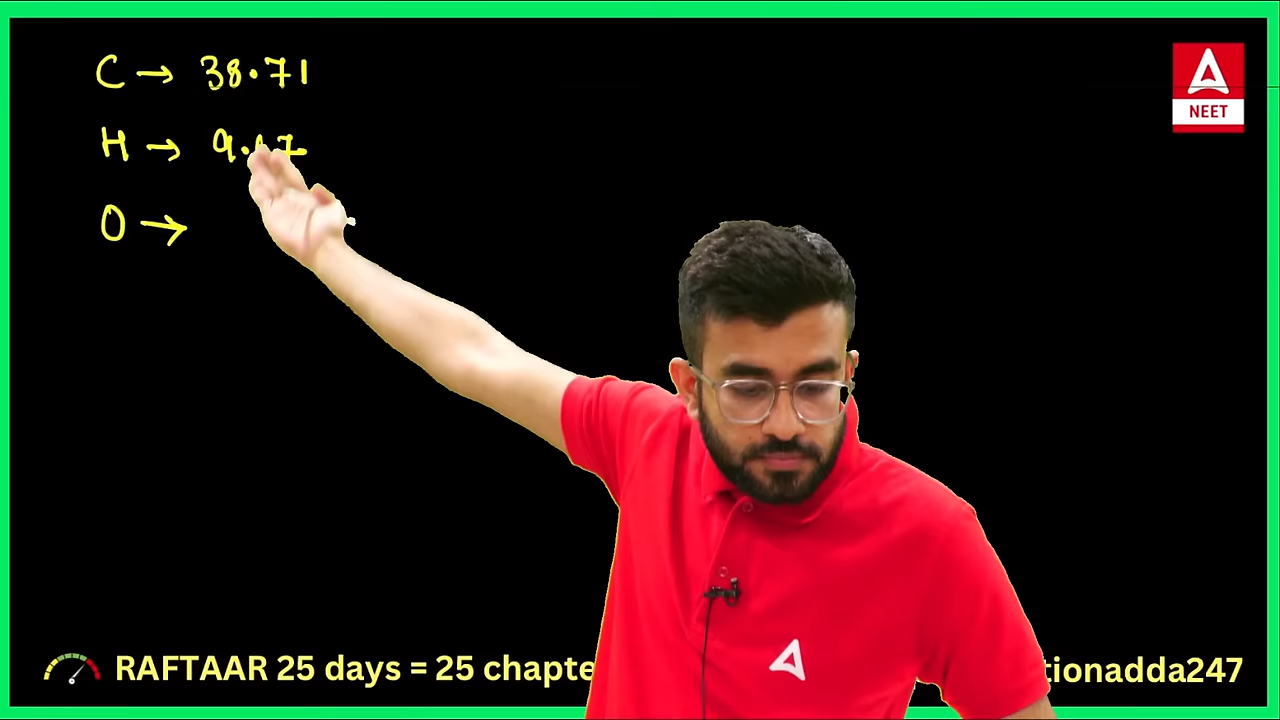 C → 38.71
H → 9.
O →
NEET
RAFTAAR 25 days = 25 chapte
tionadda247